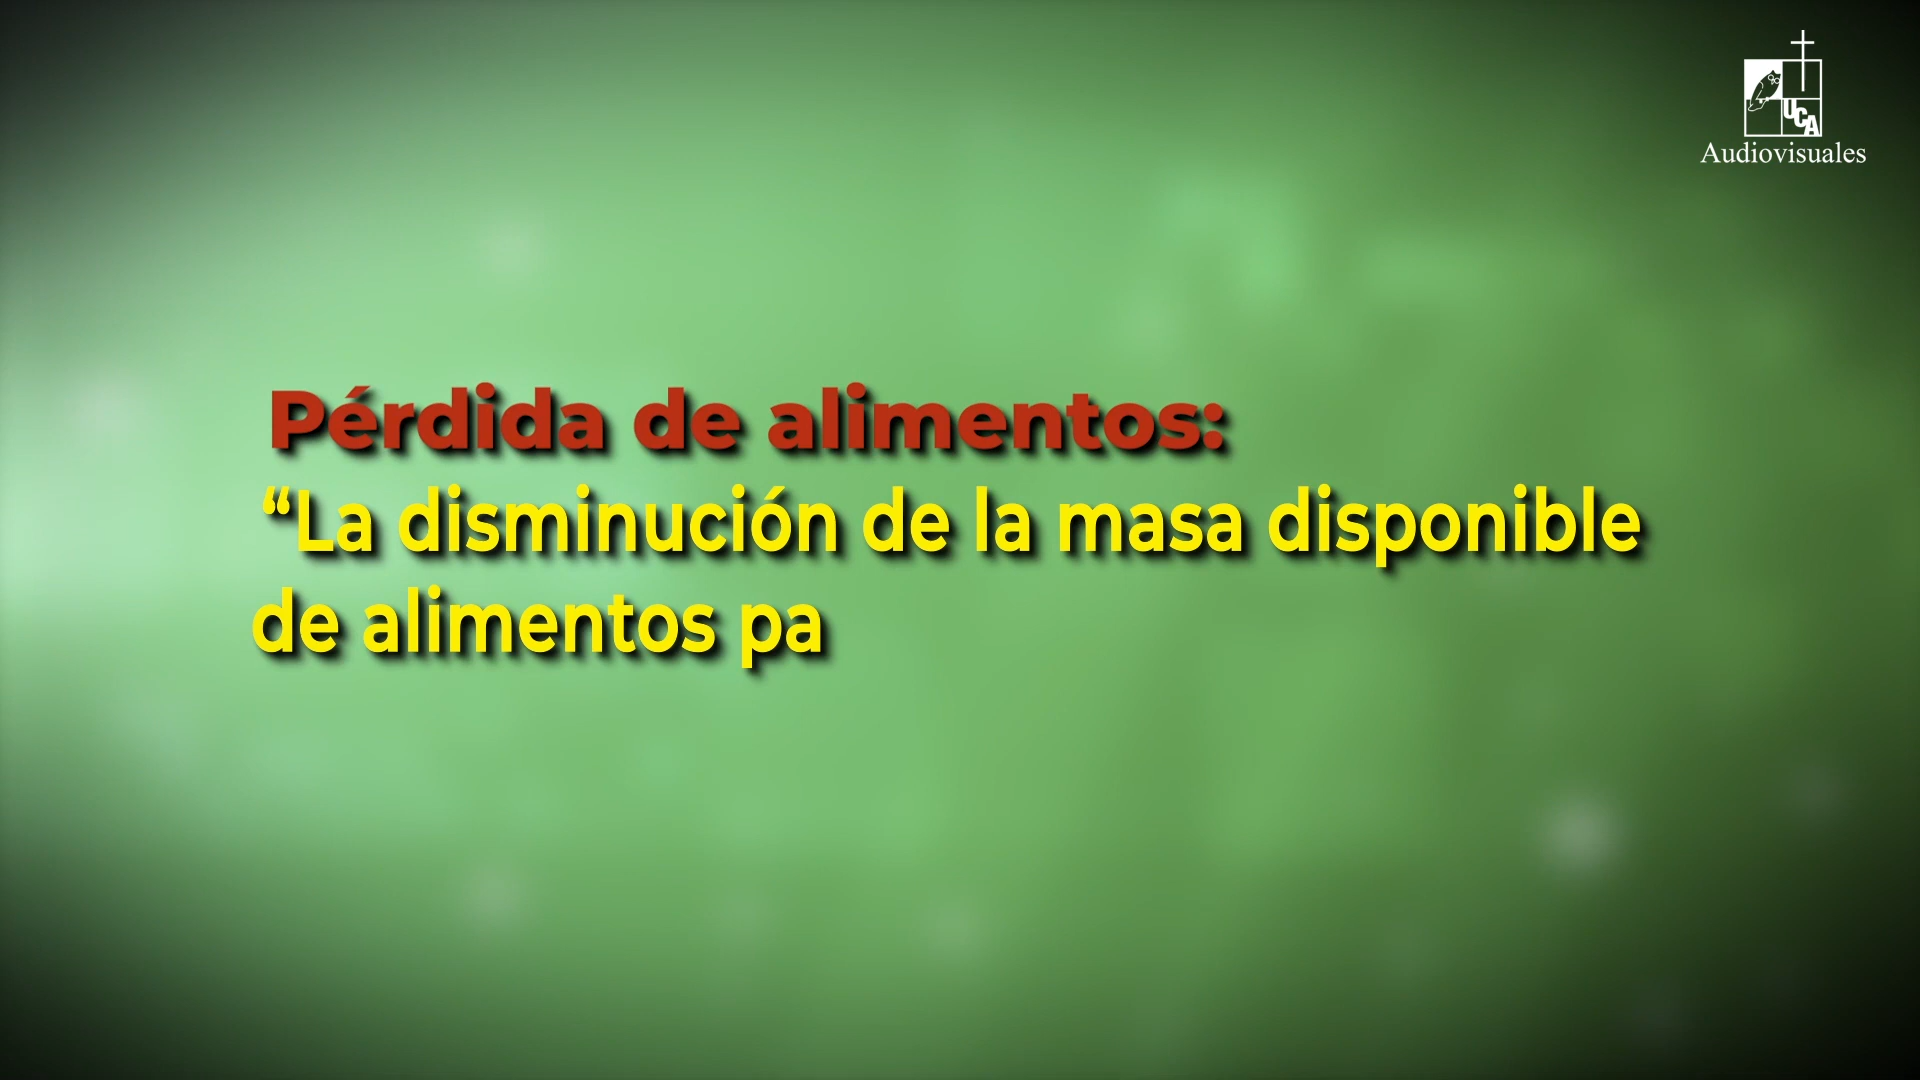 UCA
Audiovisuales
Pérdida de alimentos:
“La disminución de la masa disponible
de alimentos pa